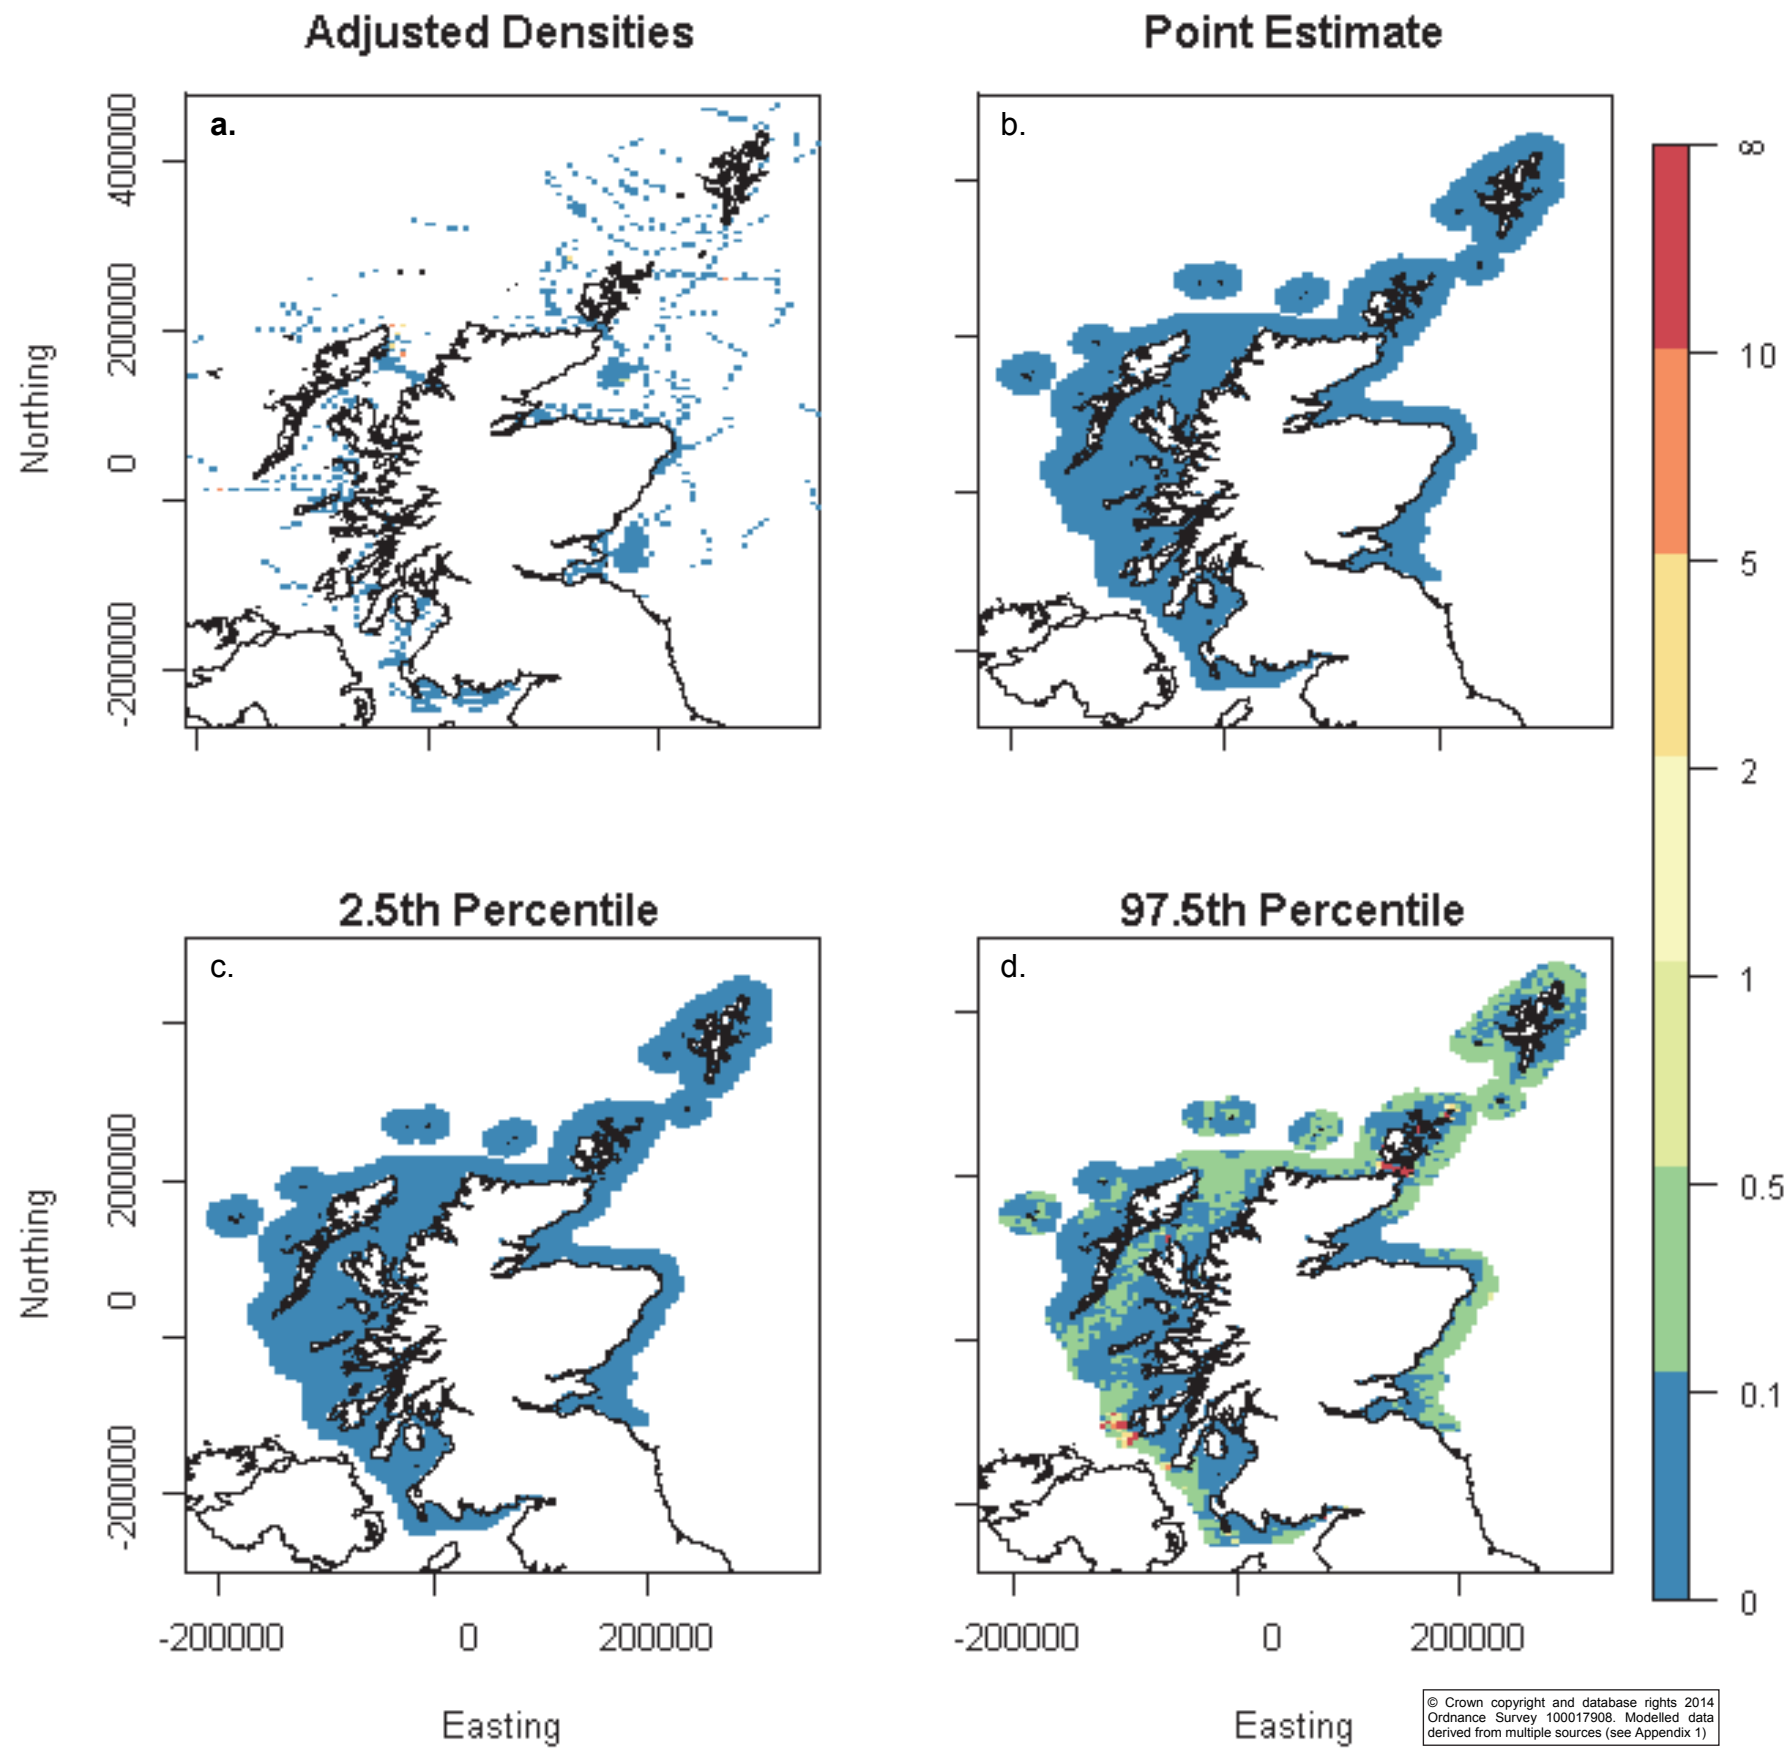 Adjusted Densities
Point Estimate
a.
b.
400000
200000
0
-200000
Northing
∞
10
5
2
1
0.5
0.1
0
2.5th Percentile
97.5th Percentile
c.
d.
200000
0
-200000
Northing
-200000 0 200000
-200000 0 200000
Easting
Easting
© Crown copyright and database rights 2014
Ordnance Survey 100017908. Modelled data
derived from multiple sources (see Appendix 1)